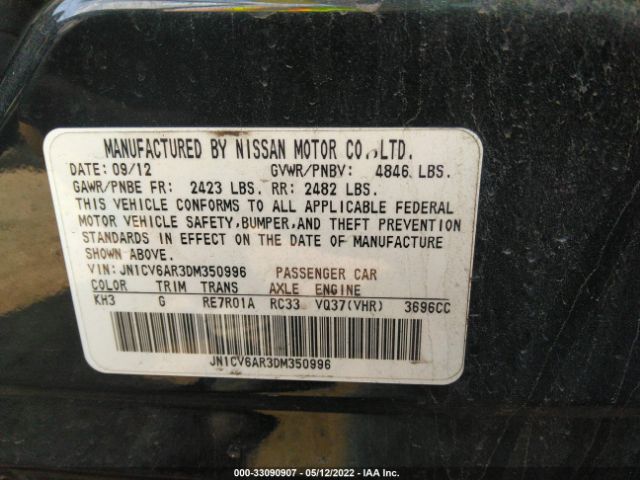 MANUFACTURED BY NISSAN MOTOR CO.,LTD.
DATE: 09/12 GVWR/PNBV: 4846 LBS.
GAWR/PNBE FR: 2423 LBS. RR: 2482 LBS.
THIS VEHICLE CONFORMS TO ALL APPLICABLE FEDERAL
MOTOR VEHICLE SAFETY,BUMPER,AND THEFT PREVENTION
STANDARDS IN EFFECT ON THE DATE OF MANUFACTURE
SHOWN ABOVE.
VIN: JN1CV6AR3DM350996 PASSENGER CAR
COLOR TRIM TRANS AXLE ENGINE
KH3 G RE7R01A RC33 VQ37(VHR) 3696CC
JN1CV6AR3DM350996
000-33090907 - 05/12/2022 - IAA Inc.